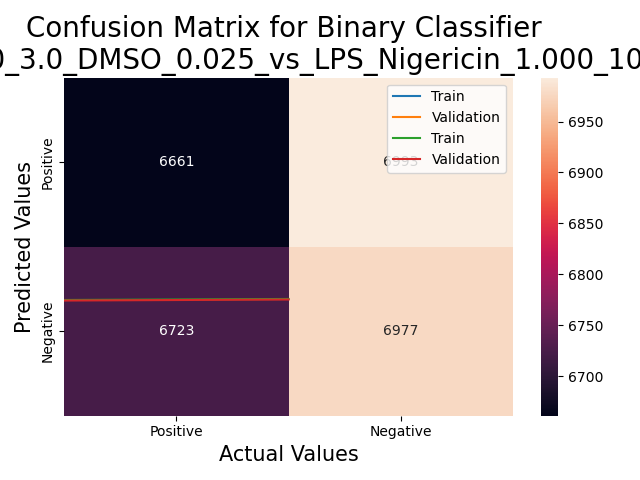 Confusion Matrix for Binary Classifier
0_3.0_DMSO_0.025_vs_LPS_Nigericin_1.000_10
Train
Validation
Train
Validation
6661
6993
6723
6977
Positive
Negative
Predicted Values
Positive
Negative
Actual Values
6950
6900
6850
6800
6750
6700